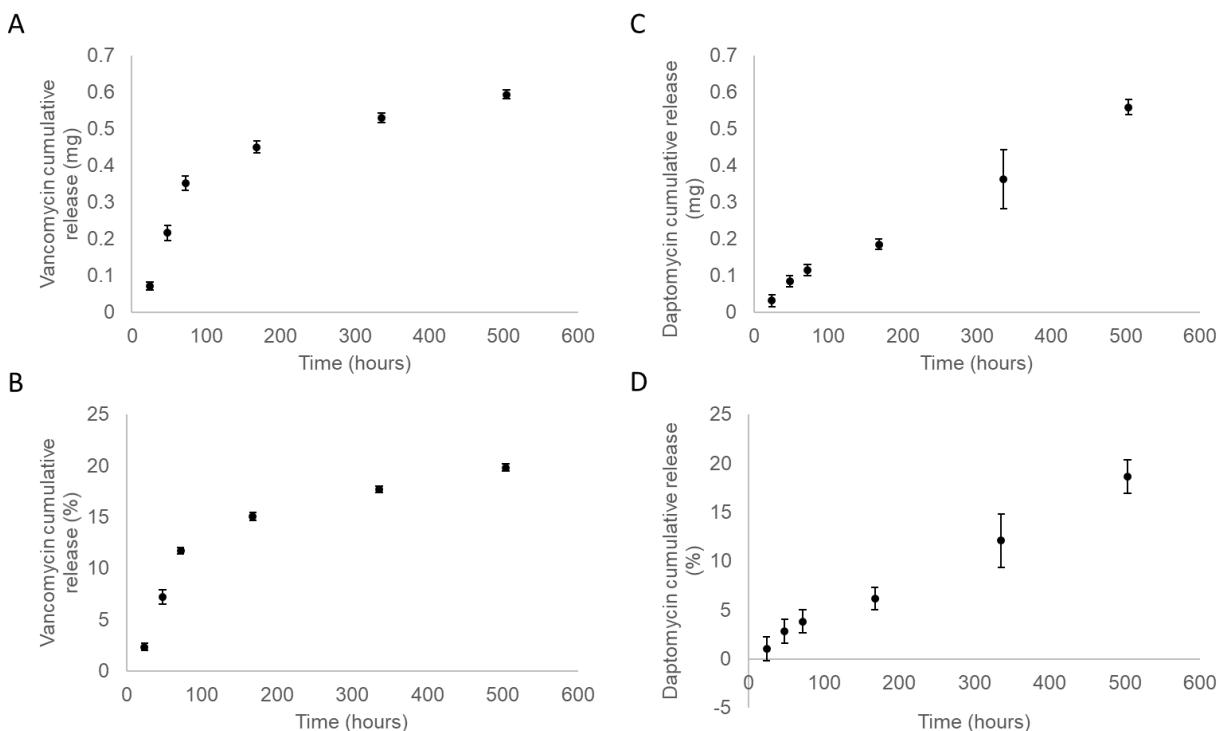 A
Vancomycin cumulative
release (mg)
0.7
0.6
0.5
0.4
0.3
0.2
0.1
0
0 100 200 300 400 500 600
Time (hours)
C
Daptomycin cumulative release
(mg)
0.7
0.6
0.5
0.4
0.3
0.2
0.1
0
0 100 200 300 400 500 600
Time (hours)
B
Vancomycin cumulative
release (%)
25
20
15
10
5
0
0 100 200 300 400 500 600
Time (hours)
D
Daptomycin cumulative release
(%)
25
20
15
10
5
0
-5
0 100 200 300 400 500 600
Time (hours)